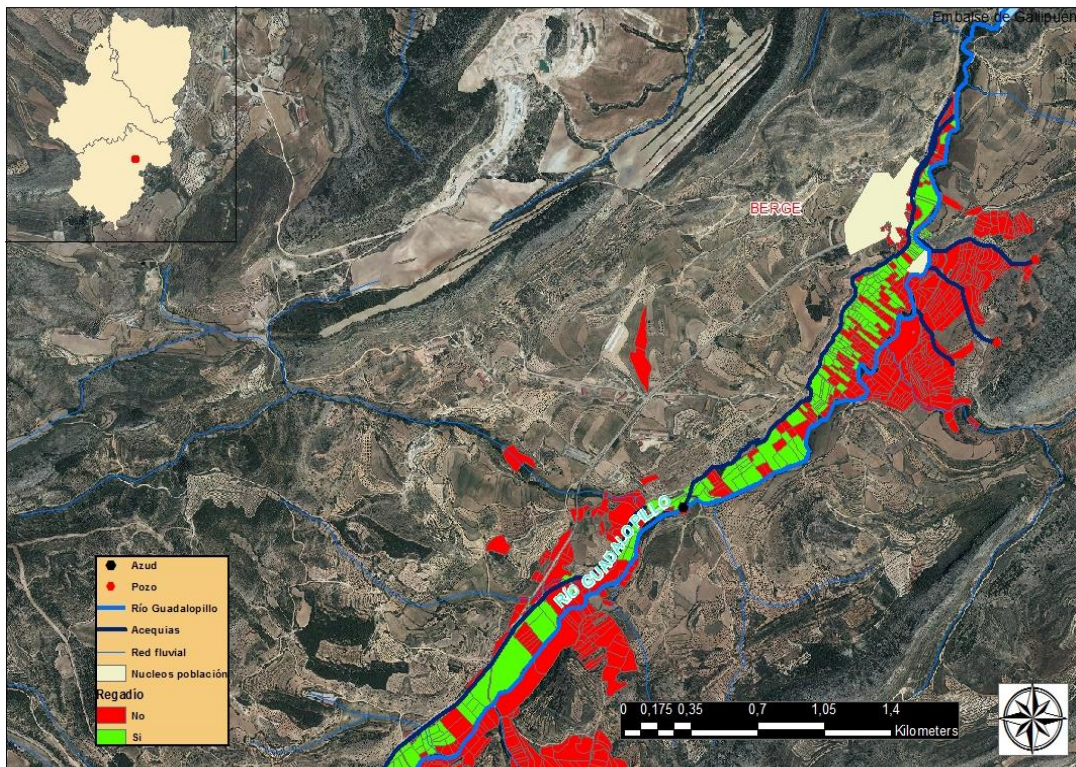 Embalse de Gallipuén
BERGE
RÍO GUADALOPILLO
Azud
Pozo
Río Guadalopillo
Acequias
Red fluvial
Nucleos población
Regadio
No
Si
0 0,175 0,35 0,7 1,05 1,4
Kilometers